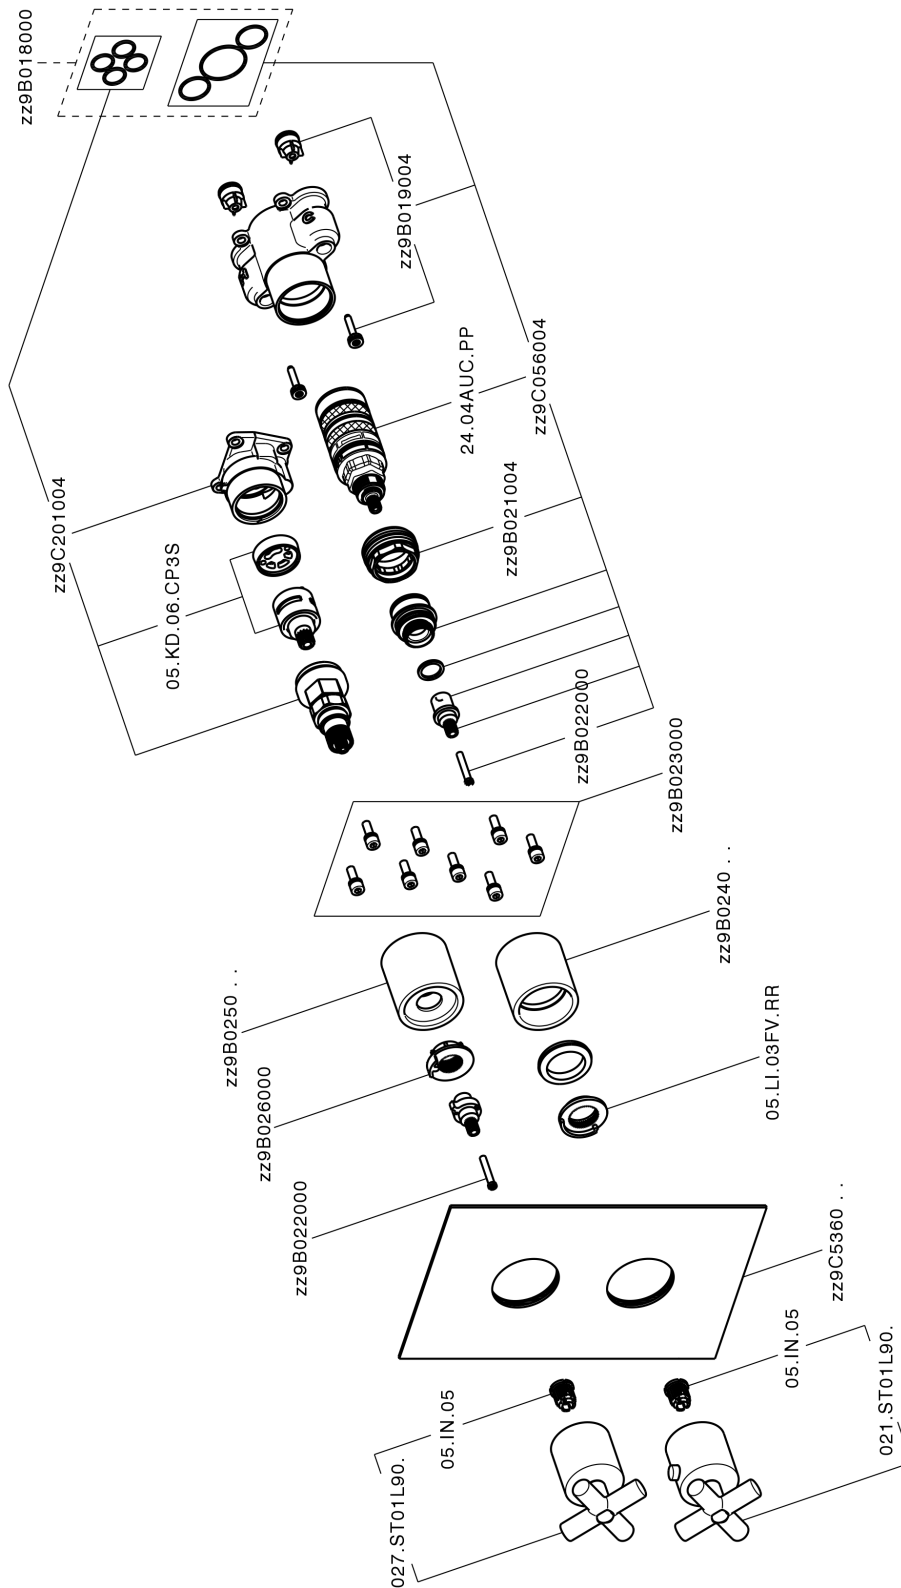 zz9B018000
zz9B019004
zz9C056004
24.04AUC.PP
zz9B021004
zz9C201004
05.KD.06.CP3S
zz9B022000
zz9B023000
zz9B0240 . .
zz9B0250 . .
05.LI.03FV.RR
zz9B026000
zz9B022000
zz9C5360 . .
05.IN.05
05.IN.05
027.ST01L90.
021.ST01L90.